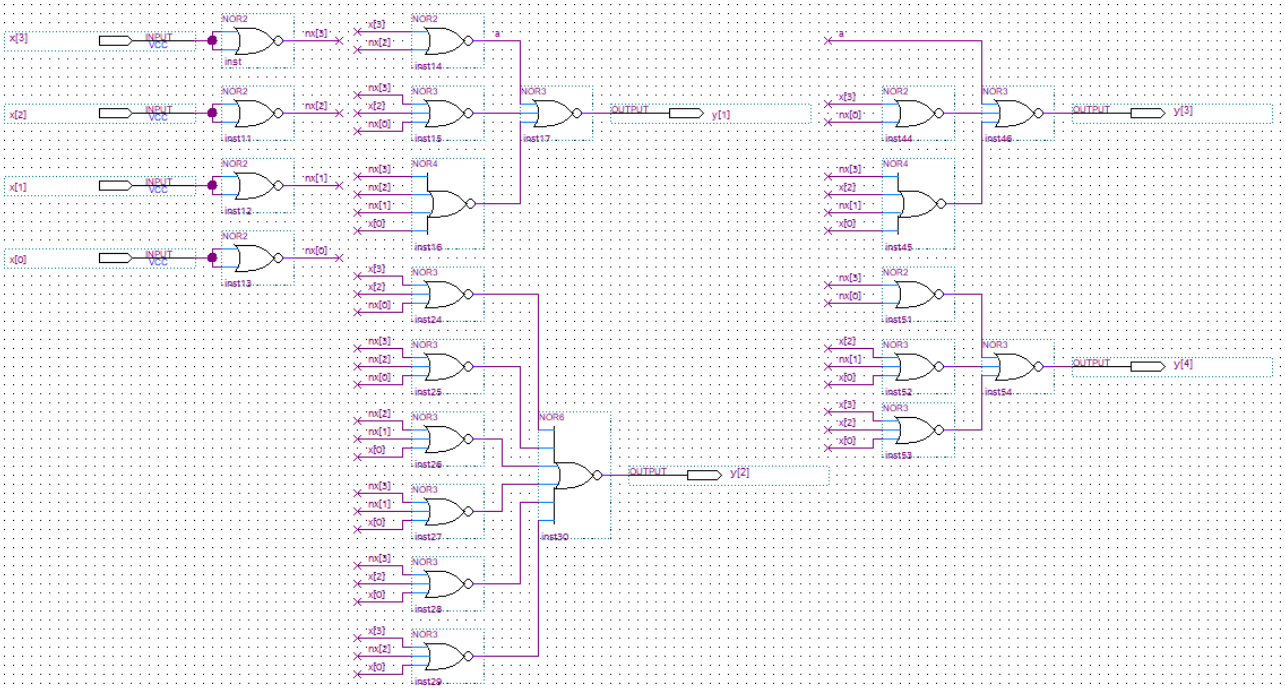 x[3]
INPUT
VCC
NOR2
inst
nx[3]
x[2]
INPUT
VCC
NOR2
inst11
nx[2]
x[1]
INPUT
VCC
NOR2
inst12
nx[1]
x[0]
INPUT
VCC
NOR2
inst13
nx[0]
x[3]
nx[2]
NOR2
inst14
a
nx[3]
x[2]
nx[0]
NOR3
inst15
NOR3
inst17
OUTPUT
y[1]
nx[3]
nx[2]
nx[1]
x[0]
NOR4
inst16
x[3]
x[2]
nx[0]
NOR3
inst24
nx[3]
nx[2]
nx[0]
NOR3
inst25
nx[2]
nx[1]
x[0]
NOR3
inst26
nx[3]
nx[1]
x[0]
NOR3
inst27
nx[3]
x[2]
x[0]
NOR3
inst28
x[3]
nx[2]
x[0]
NOR3
inst29
NOR6
inst30
OUTPUT
y[2]
a
x[3]
nx[0]
NOR2
inst44
NOR3
inst46
OUTPUT
y[3]
nx[3]
x[2]
nx[1]
x[0]
NOR4
inst45
nx[3]
nx[0]
NOR2
inst51
x[2]
nx[1]
x[0]
NOR3
inst52
NOR3
inst54
OUTPUT
y[4]
x[3]
x[2]
x[0]
NOR3
inst53